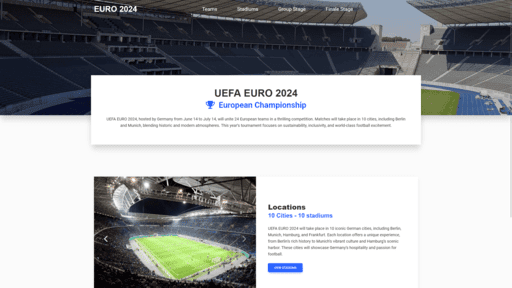 EURO 2024
Teams Stadiums Group Stage Finale Stage
UEFA EURO 2024
European Championship
UEFA EURO 2024, hosted by Germany from June 14 to July 14, will unite 24 European teams in a thrilling competition. Matches will take place in 10 cities, including Berlin
and Munich, blending historic and modern atmospheres. This year's tournament focuses on sustainability, inclusivity, and world-class football excitement.
Locations
10 Cities - 10 stadiums
UEFA EURO 2024 will take place in 10 iconic German cities, including Berlin,
Munich, Hamburg, and Frankfurt. Each location offers a unique experience,
from Berlin's rich history to Munich's vibrant culture and Hamburg's scenic
harbor. These cities will showcase Germany's hospitality and passion for
football.
VIEW STADIUMS